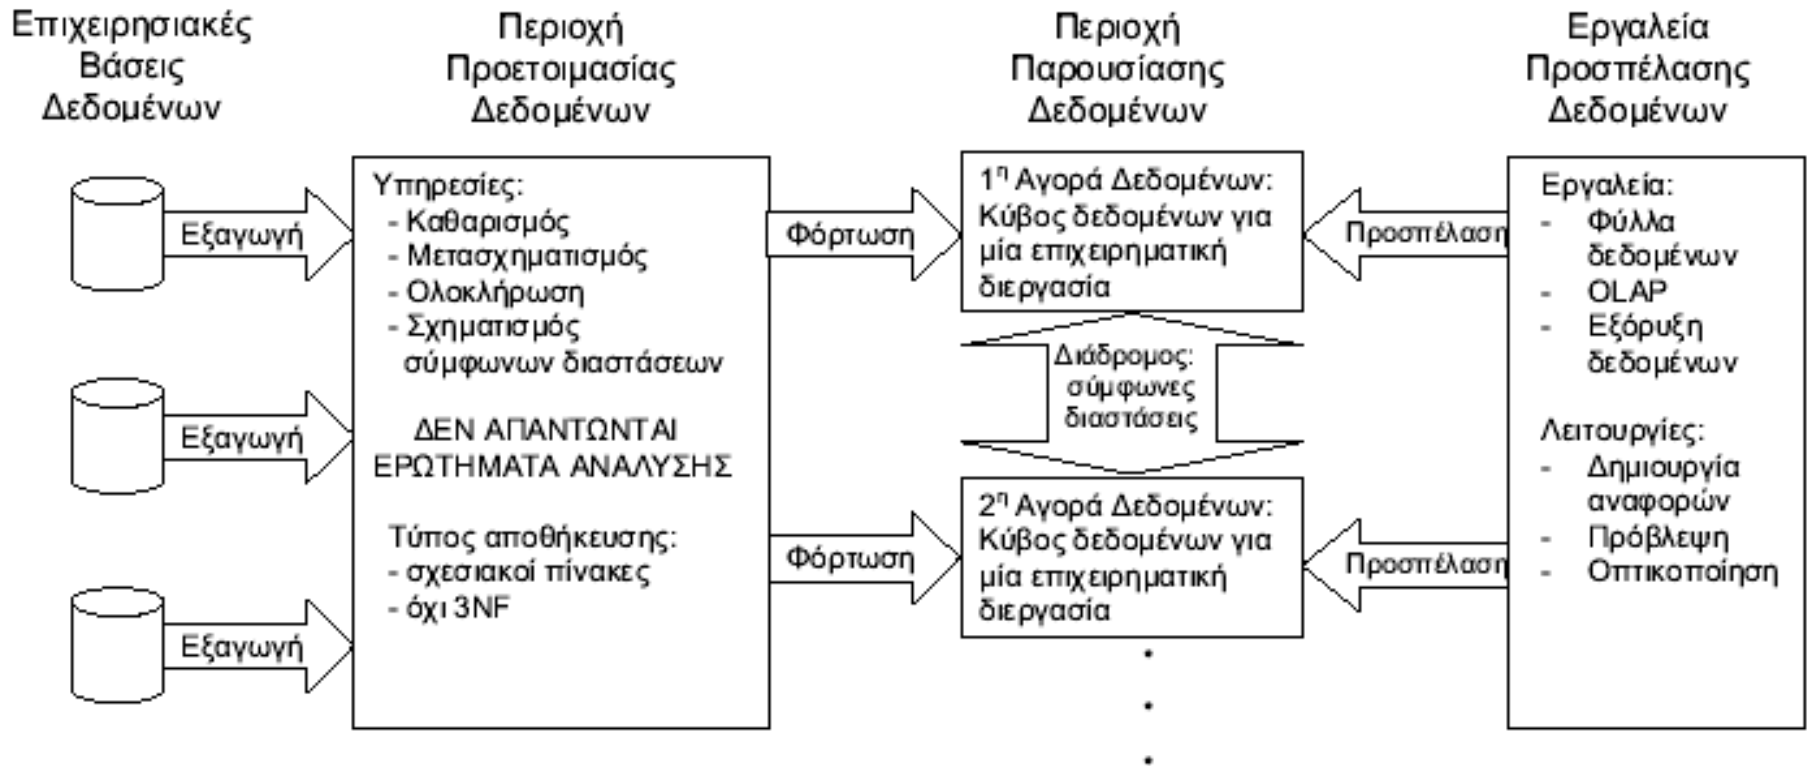 Επιχειρησιακές
Βάσεις
Δεδομένων
Περιοχή
Προετοιμασίας
Δεδομένων
Περιοχή
Παρουσίασης
Δεδομένων
Εργαλεία
Προσπέλασης
Δεδομένων
Εξαγωγή
Εξαγωγή
Εξαγωγή
Υπηρεσίες:
- Καθαρισμός
- Μετασχηματισμός
- Ολοκλήρωση
- Σχηματισμός
σύμφωνων διαστάσεων
ΔΕΝ ΑΠΑΝΤΩΝΤΑΙ
ΕΡΩΤΗΜΑΤΑ ΑΝΑΛΥΣΗΣ
Τύπος αποθήκευσης:
- σχεσιακοί πίνακες
- όχι 3NF
Φόρτωση
Φόρτωση
1η Αγορά Δεδομένων:
Κύβος δεδομένων για
μία επιχειρηματική
διεργασία
Διάδρομος:
σύμφωνες
διαστάσεις
2η Αγορά Δεδομένων:
Κύβος δεδομένων για
μία επιχειρηματική
διεργασία
Προσπέλαση
Προσπέλαση
Εργαλεία:
- Φύλλα
δεδομένων
- OLAP
- Εξόρυξη
δεδομένων
Λειτουργίες:
- Δημιουργία
αναφορών
- Πρόβλεψη
- Οπτικοποίηση